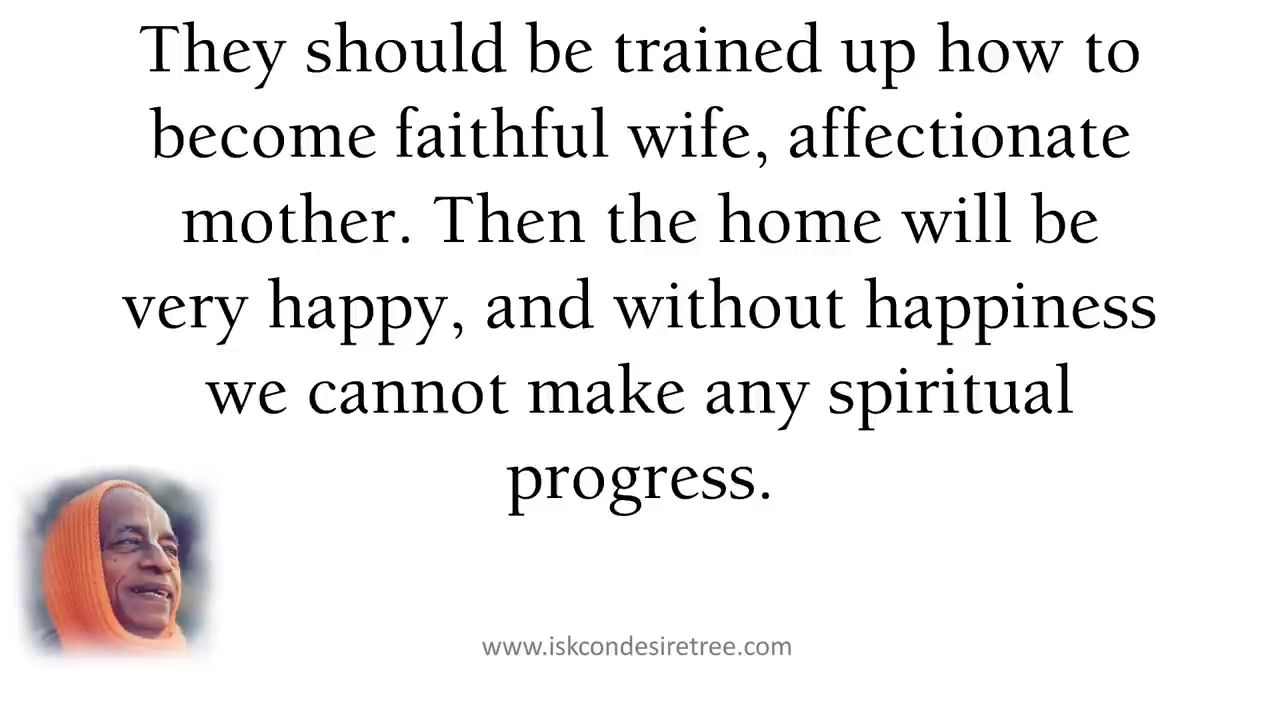 They should be trained up how to
become faithful wife, affectionate
mother. Then the home will be
very happy, and without happiness
we cannot make any spiritual
progress.
www.iskcondesiretree.com